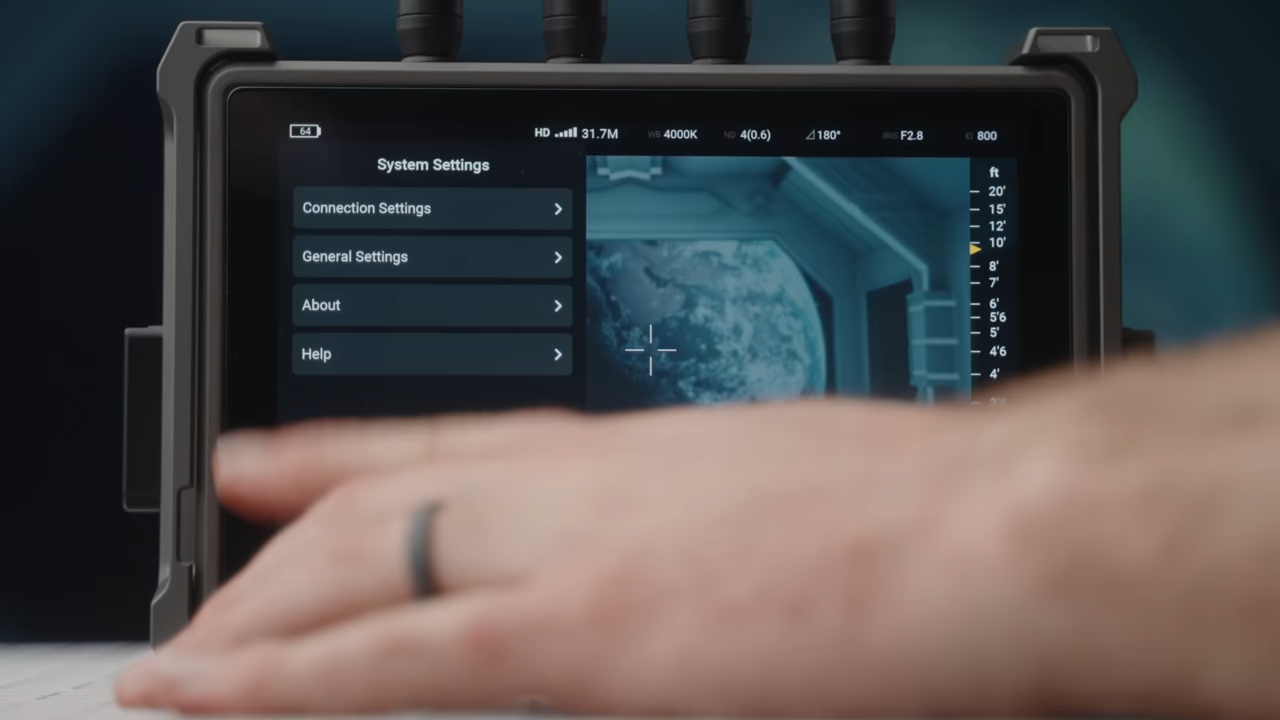 64 HD 31.7M WB 4000K ND 4(0.6) 180° IRIS F2.8 EI 800
System Settings
Connection Settings
General Settings
About
Help
ft
20'
15'
12'
10'
8'
7'
6'
5'6
5'
4'6
4'